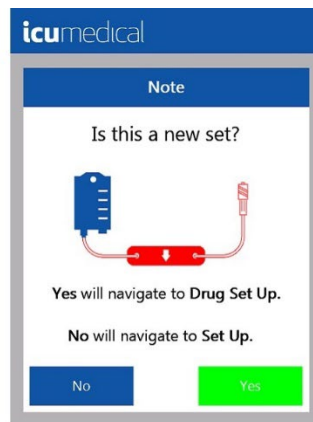 icumedical
Note
Is this a new set?
Yes will navigate to Drug Set Up.
No will navigate to Set Up.
No
Yes